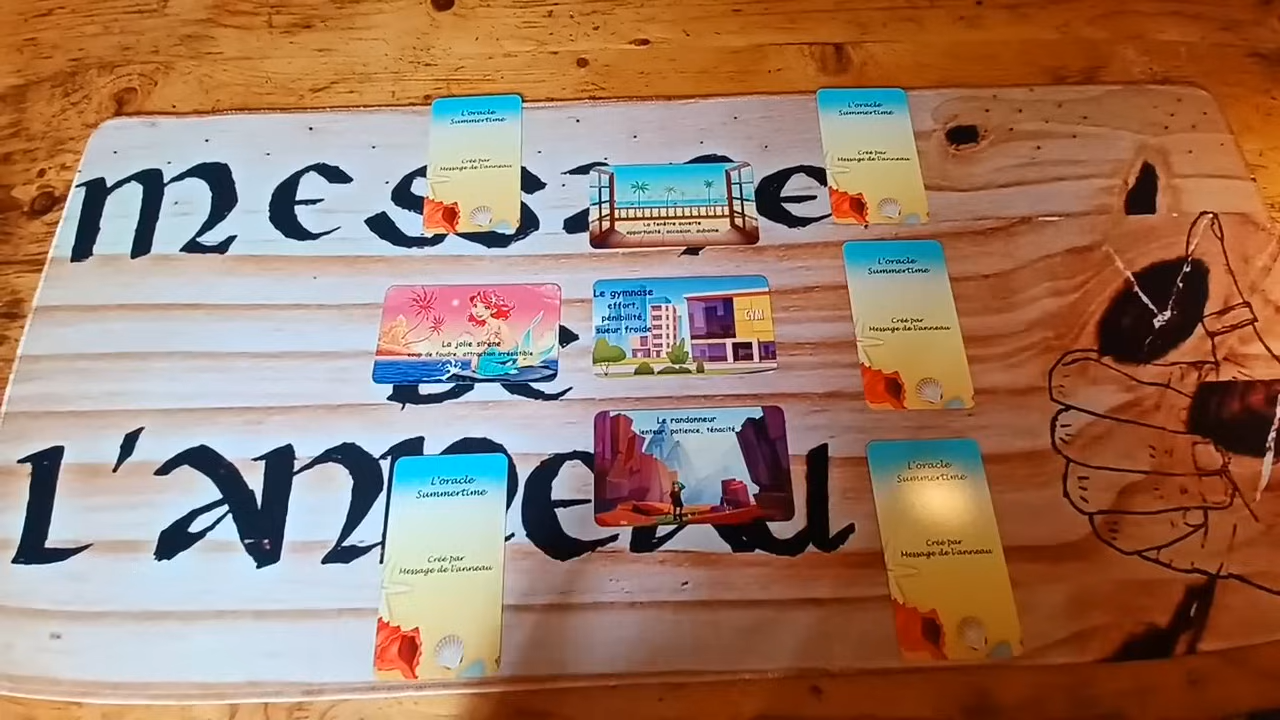 MESSAGE
DE
L'ANNEAU
L'oracle
Summertime
Créé par
Message de l'anneau
La fenêtre ouverte
opportunité, occasion, aubaine
L'oracle
Summertime
Créé par
Message de l'anneau
La jolie sirène
coup de foudre, attraction irrésistible
Le gymnase
effort,
pénibilité,
sueur froide
GYM
L'oracle
Summertime
Créé par
Message de l'anneau
L'oracle
Summertime
Créé par
Message de l'anneau
Le randonneur
lenteur, patience, ténacité
L'oracle
Summertime
Créé par
Message de l'anneau